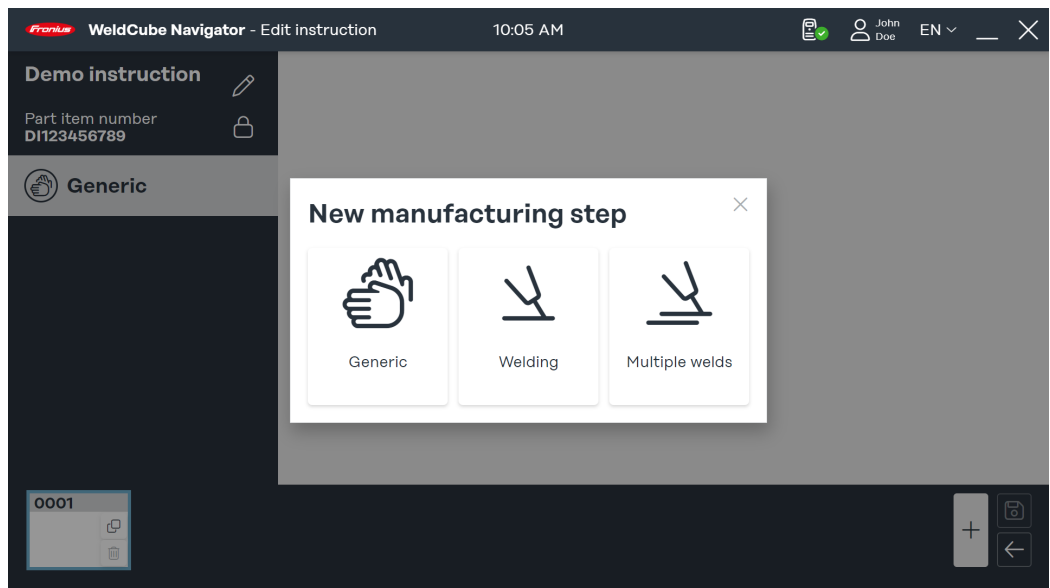 Fronius WeldCube Navigator - Edit instruction 10:05 AM John Doe EN
Demo instruction
Part item number
DI123456789
Generic
New manufacturing step
Generic Welding Multiple welds
0001